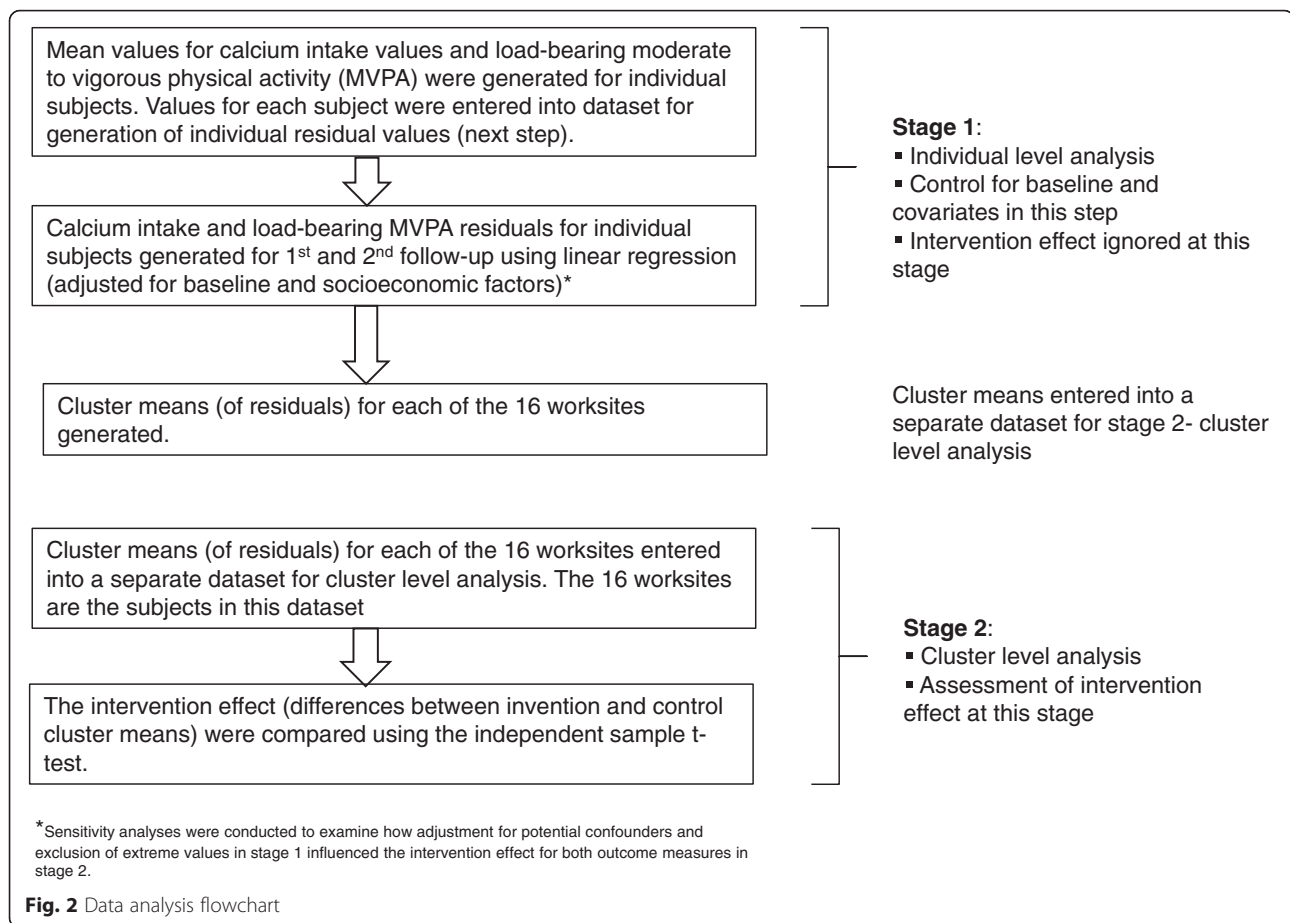 Mean values for calcium intake values and load-bearing moderate
to vigorous physical activity (MVPA) were generated for individual
subjects. Values for each subject were entered into dataset for
generation of individual residual values (next step).
Stage 1:
▪ Individual level analysis
▪ Control for baseline and
covariates in this step
▪ Intervention effect ignored at this
stage
Calcium intake and load-bearing MVPA residuals for individual
subjects generated for 1st and 2nd follow-up using linear regression
(adjusted for baseline and socioeconomic factors)*
Cluster means (of residuals) for each of the 16 worksites
generated.
Cluster means entered into a
separate dataset for stage 2- cluster
level analysis
Cluster means (of residuals) for each of the 16 worksites entered
into a separate dataset for cluster level analysis. The 16 worksites
are the subjects in this dataset
Stage 2:
▪ Cluster level analysis
▪ Assessment of intervention
effect at this stage
The intervention effect (differences between invention and control
cluster means) were compared using the independent sample t-
test.
*Sensitivity analyses were conducted to examine how adjustment for potential confounders and
exclusion of extreme values in stage 1 influenced the intervention effect for both outcome measures in
stage 2.
Fig. 2 Data analysis flowchart